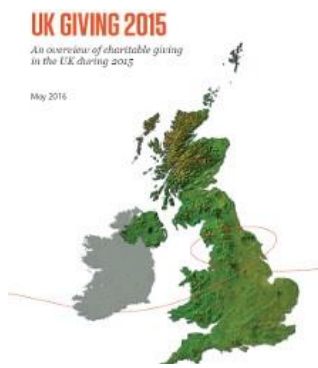 UK GIVING 2015
An overview of charitable giving
in the UK during 2015
May 2016